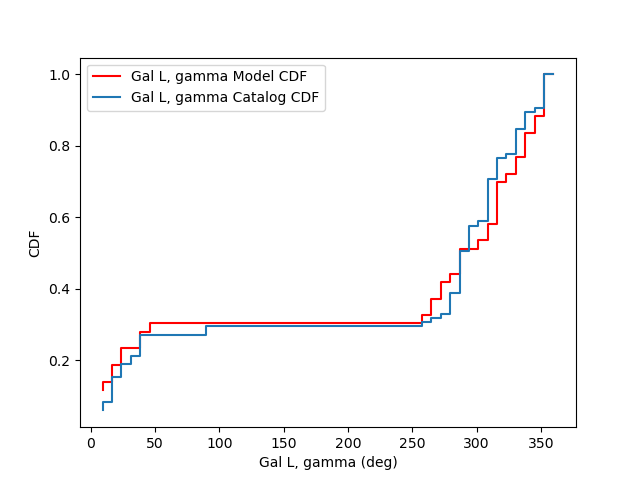 Gal L, gamma Model CDF
Gal L, gamma Catalog CDF
CDF
1.0
0.8
0.6
0.4
0.2
0 50 100 150 200 250 300 350
Gal L, gamma (deg)